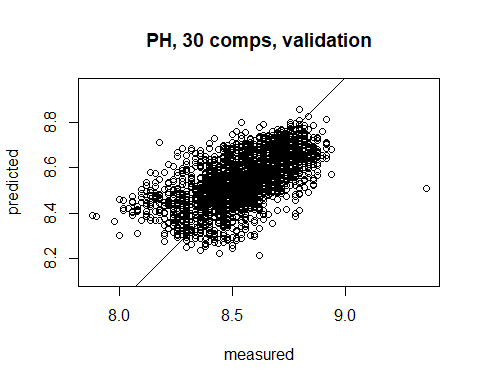 PH, 30 comps, validation
predicted
8.8
8.6
8.4
8.2
8.0 8.5 9.0
measured